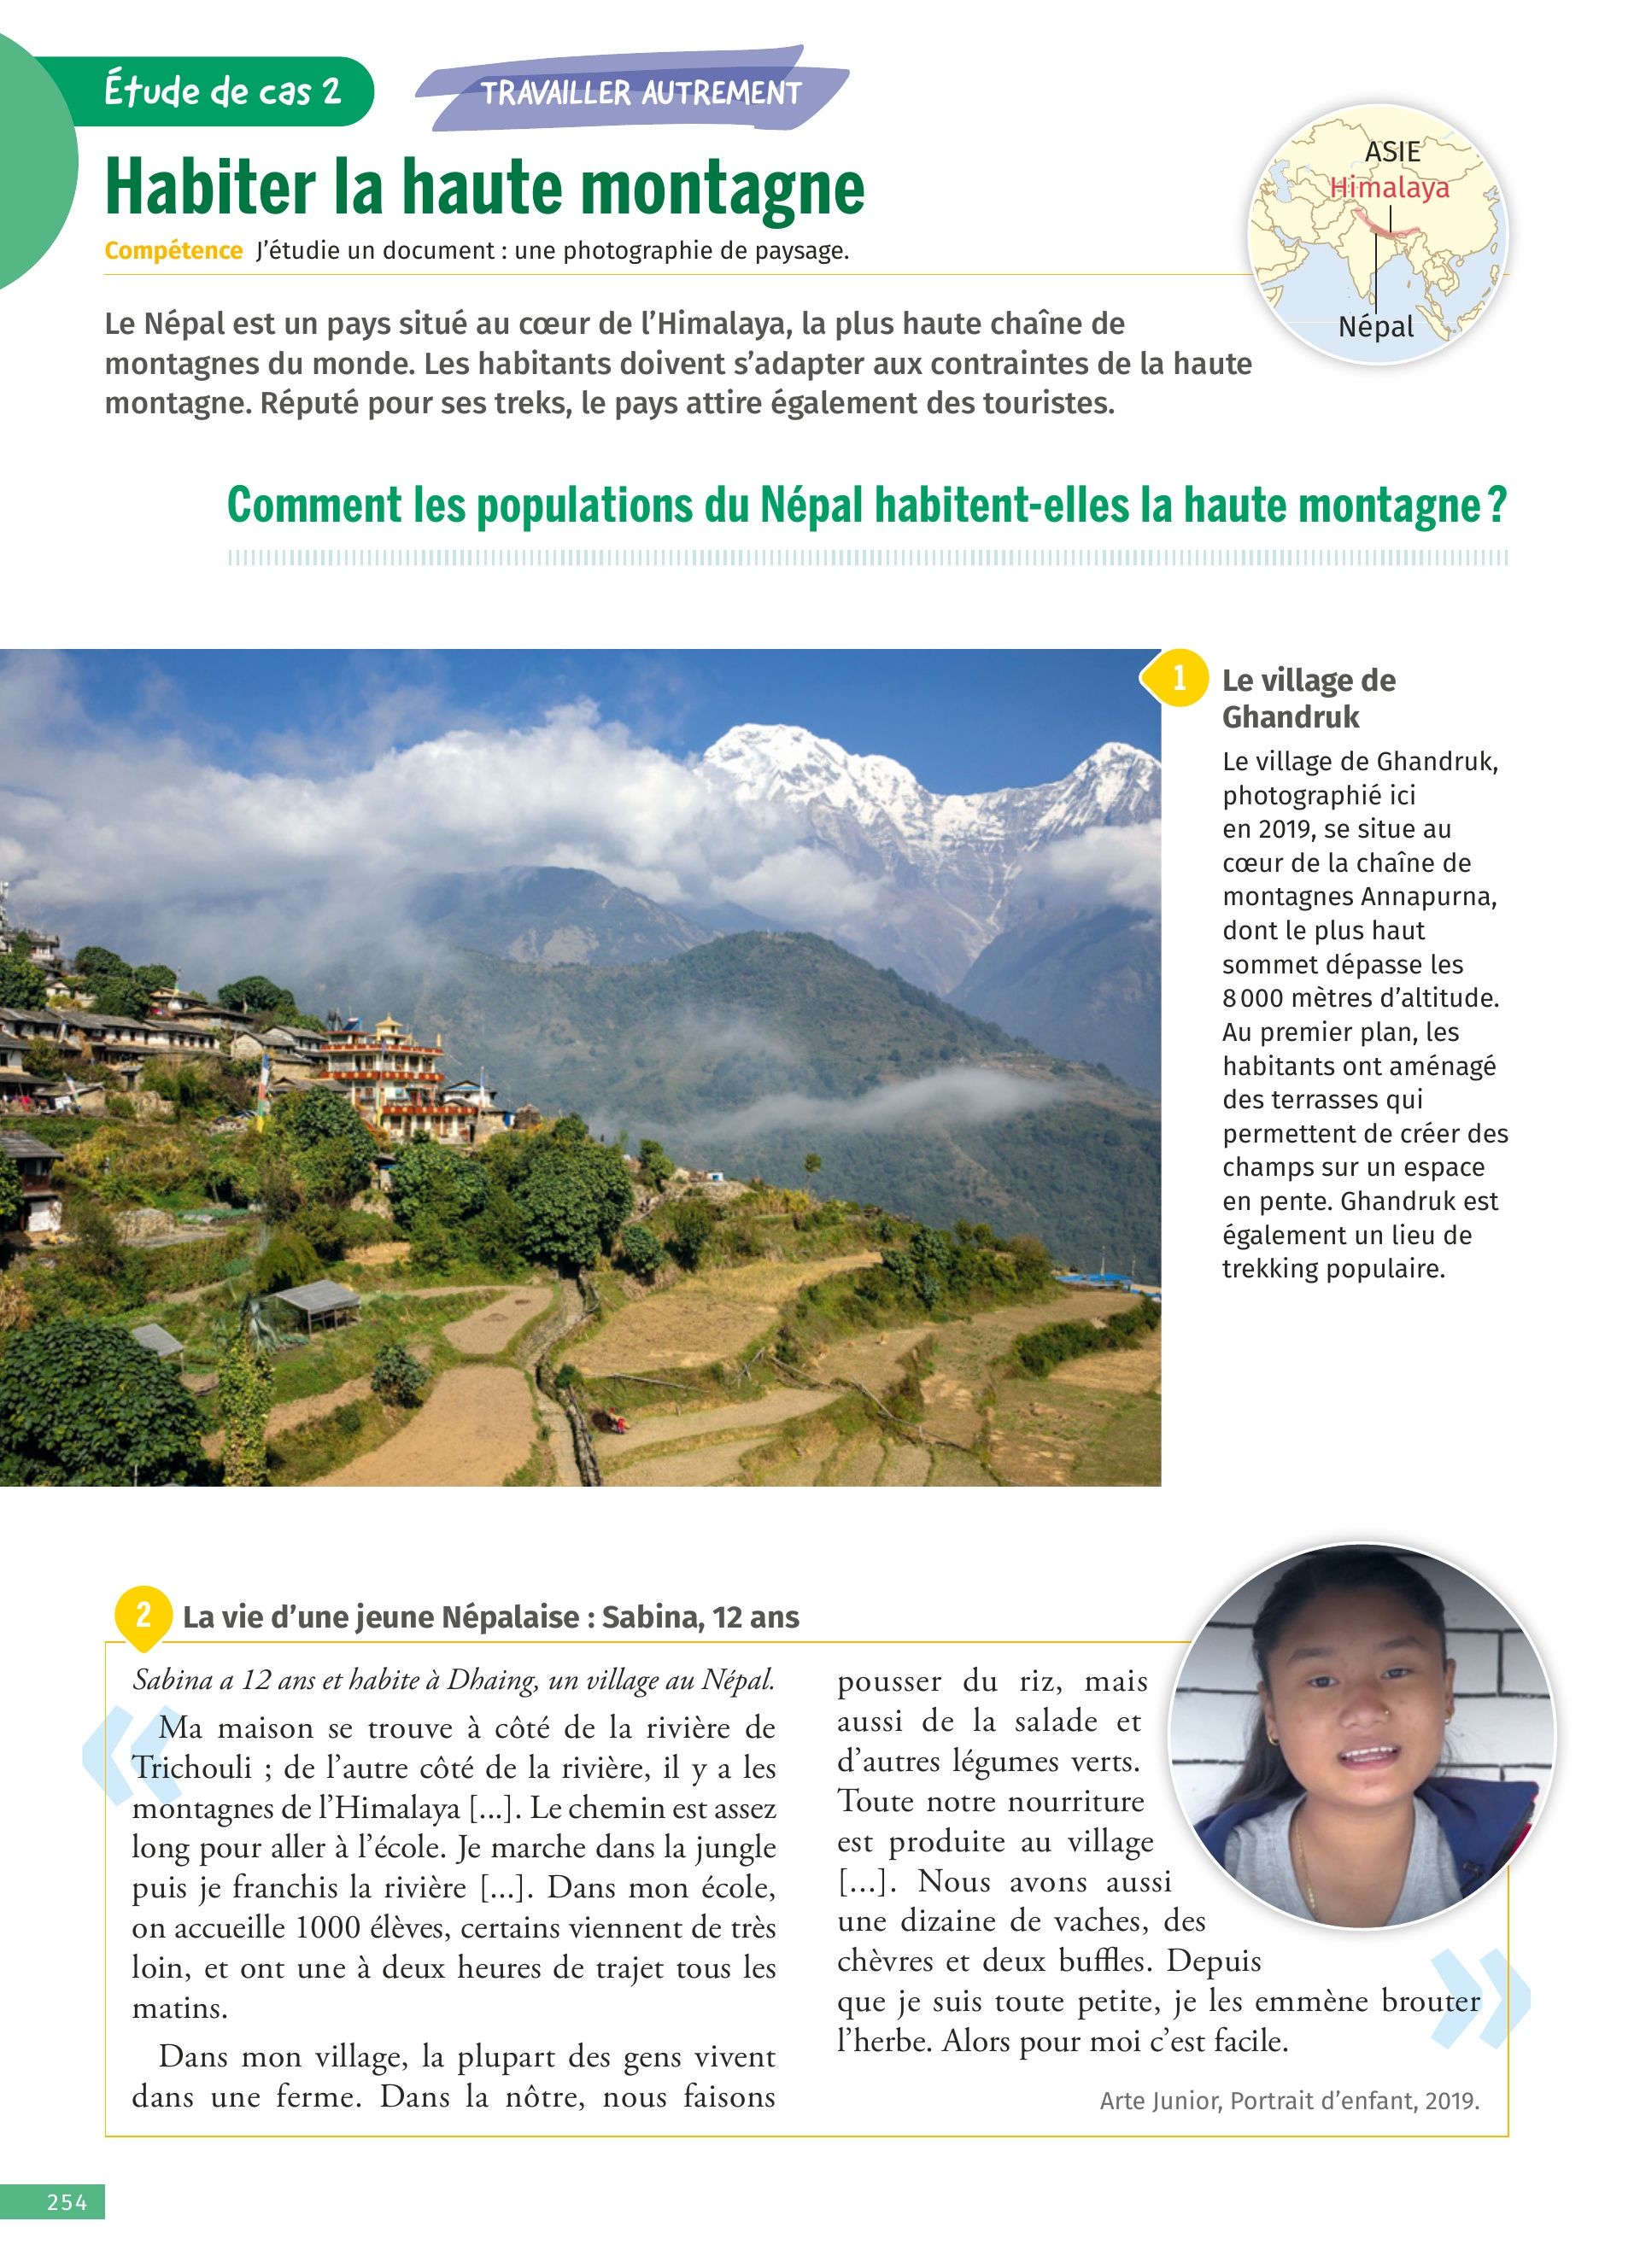 Étude de cas 2
TRAVAILLER AUTREMENT
Habiter la haute montagne
Compétence J’étudie un document : une photographie de paysage.
ASIE
Himalaya
Népal
Le Népal est un pays situé au cœur de l’Himalaya, la plus haute chaîne de
montagnes du monde. Les habitants doivent s’adapter aux contraintes de la haute
montagne. Réputé pour ses treks, le pays attire également des touristes.
Comment les populations du Népal habitent-elles la haute montagne ?
1
Le village de
Ghandruk
Le village de Ghandruk,
photographié ici
en 2019, se situe au
cœur de la chaîne de
montagnes Annapurna,
dont le plus haut
sommet dépasse les
8 000 mètres d’altitude.
Au premier plan, les
habitants ont aménagé
des terrasses qui
permettent de créer des
champs sur un espace
en pente. Ghandruk est
également un lieu de
trekking populaire.
2 La vie d’une jeune Népalaise : Sabina, 12 ans
Sabina a 12 ans et habite à Dhaing, un village au Népal.
« Ma maison se trouve à côté de la rivière de
Trichouli ; de l’autre côté de la rivière, il y a les
montagnes de l’Himalaya [...]. Le chemin est assez
long pour aller à l’école. Je marche dans la jungle
puis je franchis la rivière [...]. Dans mon école,
on accueille 1000 élèves, certains viennent de très
loin, et ont une à deux heures de trajet tous les
matins.
Dans mon village, la plupart des gens vivent
dans une ferme. Dans la nôtre, nous faisons
pousser du riz, mais
aussi de la salade et
d’autres légumes verts.
Toute notre nourriture
est produite au village
[...]. Nous avons aussi
une dizaine de vaches, des
chèvres et deux buffles. Depuis
que je suis toute petite, je les emmène brouter
l’herbe. Alors pour moi c’est facile. »
Arte Junior, Portrait d’enfant, 2019.
254